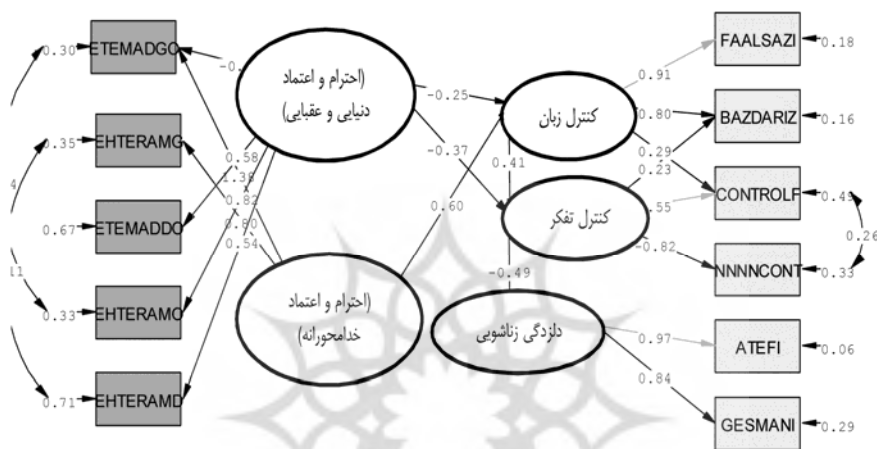 0.30
ETEMADGO
-0.
0.35
EHTERAMG
0.67
ETEMADDO
0.33
EHTERAMO
0.71
EHTERAMD
4
11
(احترام و اعتماد
دنیایی و عقبایی)
0.58
1.36
0.82
0.80
0.54
(احترام و اعتماد
خدامحورانه)
-0.25
-0.37
0.60
کنترل زبان
0.41
کنترل تفکر
-0.49
دلزدگی زناشویی
0.91
0.80
0.29
0.23
0.55
-0.82
0.97
0.84
FAALSAZI
0.18
BAZDARIZ
0.16
CONTROLF
0.26
NNNNCONT
0.33
ATEFI
0.06
GESMANI
0.29